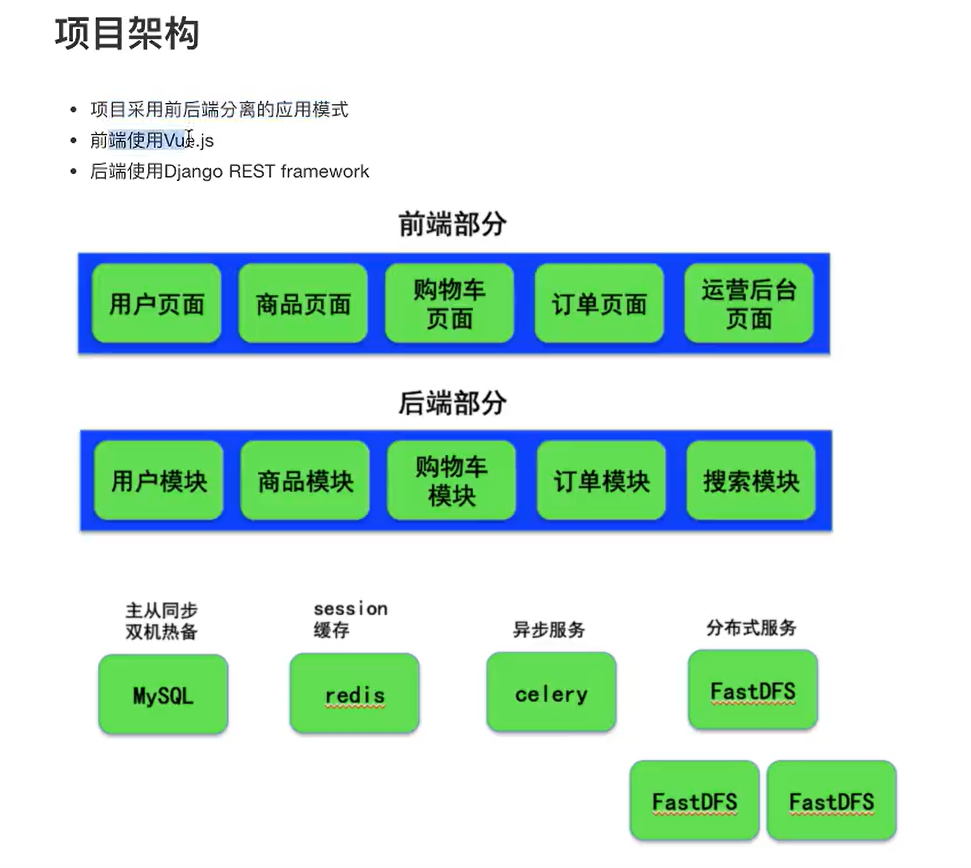 项目架构
项目采用前后端分离的应用模式
前端使用Vue.js
后端使用Django REST framework
前端部分
用户页面
商品页面
购物车
页面
订单页面
运营后台
页面
后端部分
用户模块
商品模块
购物车
模块
订单模块
搜索模块
主从同步
双机热备
MySQL
session
缓存
redis
异步服务
celery
分布式服务
FastDFS
FastDFS
FastDFS